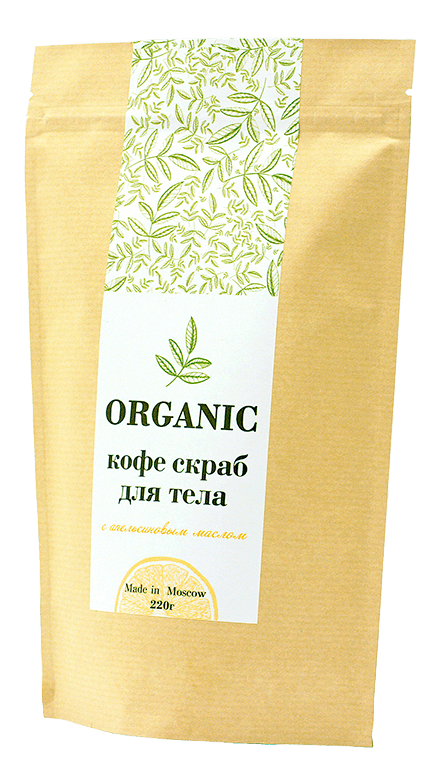 ORGANIC
кофе скраб
для тела
с апельсиновым маслом
Made in Moscow
220г